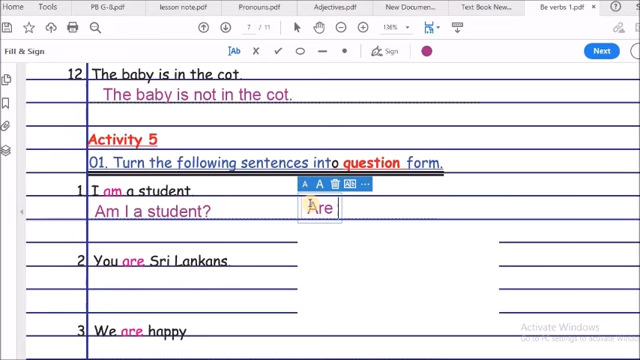 PB G-8.pdf lesson note.pdf Pronouns.pdf Adjectives.pdf New Documents Text Book New ... Be verbs 1.pdf ×
7 / 11 136%
Fill & Sign Ab Sign Next
12. The baby is in the cot.
The baby is not in the cot.
Activity 5
01. Turn the following sentences into question form.
A A ...
1. I am a student.
Am I a student? Are
2. You are Sri Lankans.
3. We are happy
Activate Windows
Go to PC settings to activate Windows.